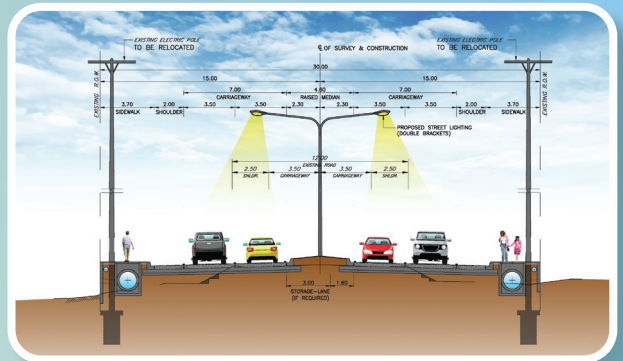 EXISTING ELECTRIC POLE
TO BE RELOCATED
℄ OF SURVEY & CONSTRUCTION
EXISTING ELECTRIC POLE
TO BE RELOCATED
EXISTING R.O.W.
30.00
EXISTING R.O.W.
15.00
15.00
7.00
4.60
7.00
CARRIAGEWAY
RAISED MEDIAN
CARRIAGEWAY
3.70
2.00
3.50
3.50
2.30
2.30
3.50
3.50
2.00
3.70
SIDEWALK
SHOULDER
SHOULDER
SIDEWALK
PROPOSED STREET LIGHTING
(DOUBLE BRACKETS)
12.00
EXISTING ROAD
2.50
3.50
3.50
2.50
SHLDR.
CARRIAGEWAY
CARRIAGEWAY
SHLDR.
3.00
1.60
STORAGE-LANE
(IF REQUIRED)